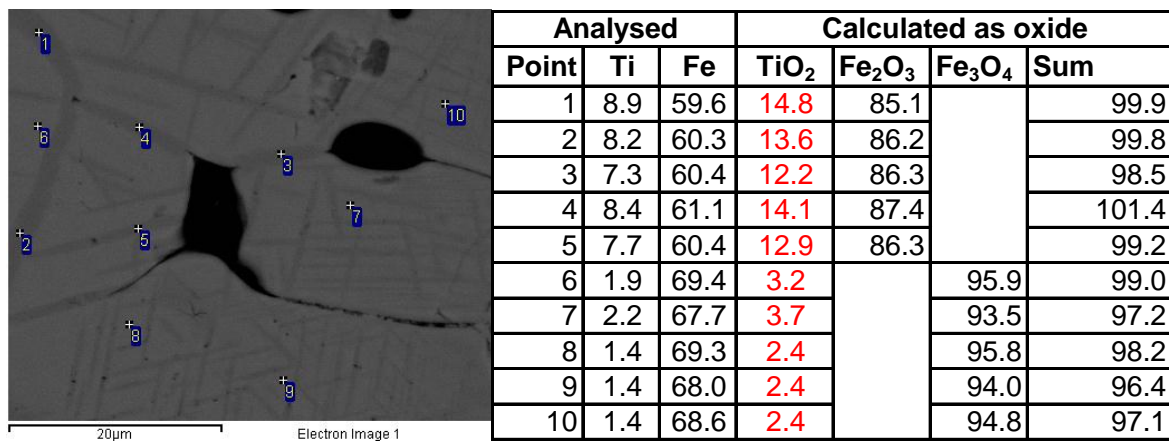 1
10
6
4
3
7
2
5
8
9
20µm Electron Image 1
Analysed Calculated as oxide
Point Ti Fe TiO2 Fe2O3 Fe3O4 Sum
1 8.9 59.6 14.8 85.1 99.9
2 8.2 60.3 13.6 86.2 99.8
3 7.3 60.4 12.2 86.3 98.5
4 8.4 61.1 14.1 87.4 101.4
5 7.7 60.4 12.9 86.3 99.2
6 1.9 69.4 3.2 95.9 99.0
7 2.2 67.7 3.7 93.5 97.2
8 1.4 69.3 2.4 95.8 98.2
9 1.4 68.0 2.4 94.0 96.4
10 1.4 68.6 2.4 94.8 97.1